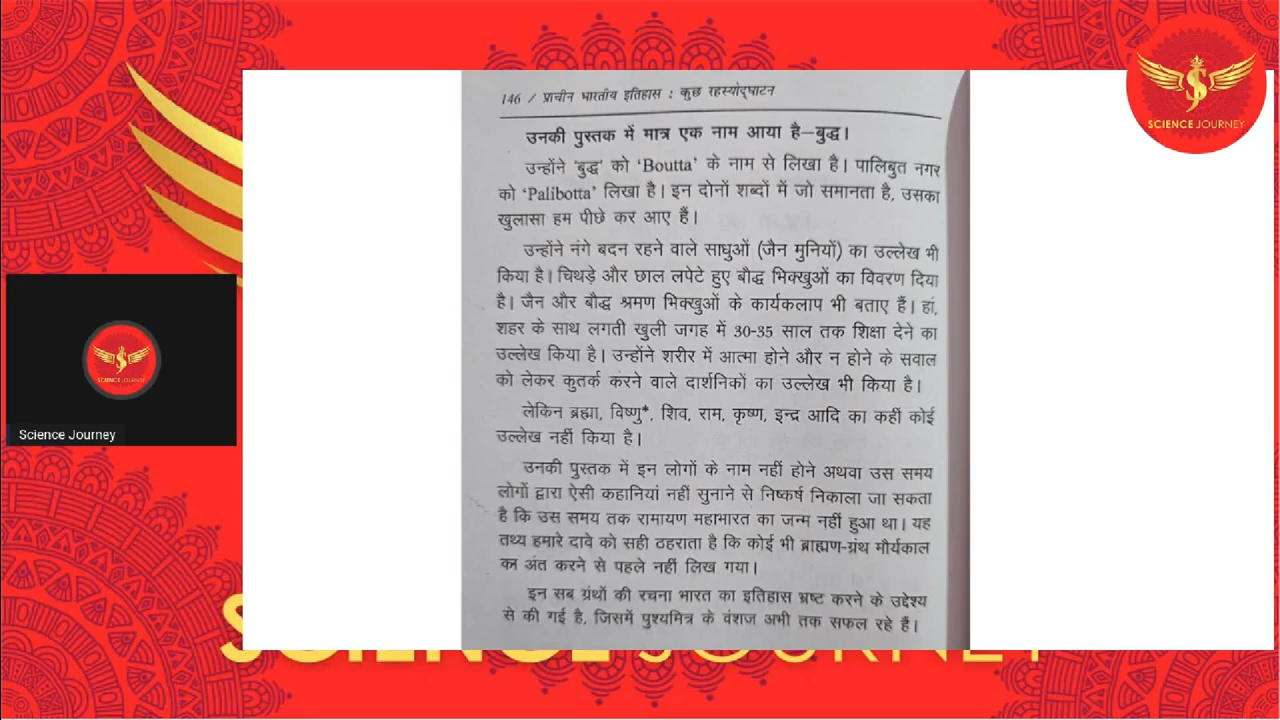 146 / प्राचीन भारतीय इतिहास : कुछ रहस्योद्घाटन
उनकी पुस्तक में मात्र एक नाम आया है—बुद्ध।
उन्होंने 'बुद्ध' को 'Boutta' के नाम से लिखा है। पालिबुत नगर
को 'Palibotta' लिखा है। इन दोनों शब्दों में जो समानता है, उसका
खुलासा हम पीछे कर आए हैं।
उन्होंने नंगे बदन रहने वाले साधुओं (जैन मुनियों) का उल्लेख भी
किया है। चिथड़े और छाल लपेटे हुए बौद्ध भिक्खुओं का विवरण दिया
है। जैन और बौद्ध श्रमण भिक्खुओं के कार्यकलाप भी बताए हैं। हां,
शहर के साथ लगती खुली जगह में 30-35 साल तक शिक्षा देने का
उल्लेख किया है। उन्होंने शरीर में आत्मा होने और न होने के सवाल
को लेकर कुतर्क करने वाले दार्शनिकों का उल्लेख भी किया है।
लेकिन ब्रह्मा, विष्णु*, शिव, राम, कृष्ण, इन्द्र आदि का कहीं कोई
उल्लेख नहीं किया है।
उनकी पुस्तक में इन लोगों के नाम नहीं होने अथवा उस समय
लोगों द्वारा ऐसी कहानियां नहीं सुनाने से निष्कर्ष निकाला जा सकता
है कि उस समय तक रामायण महाभारत का जन्म नहीं हुआ था। यह
तथ्य हमारे दावे को सही ठहराता है कि कोई भी ब्राह्मण-ग्रंथ मौर्यकाल
का अंत करने से पहले नहीं लिख गया।
इन सब ग्रंथों की रचना भारत का इतिहास भ्रष्ट करने के उद्देश्य
से की गई है, जिसमें पुश्यमित्र के वंशज अभी तक सफल रहे हैं।
SCIENCE JOURNEY
SCIENCE JOURNEY
Science Journey
SCIENCE JOURNEY